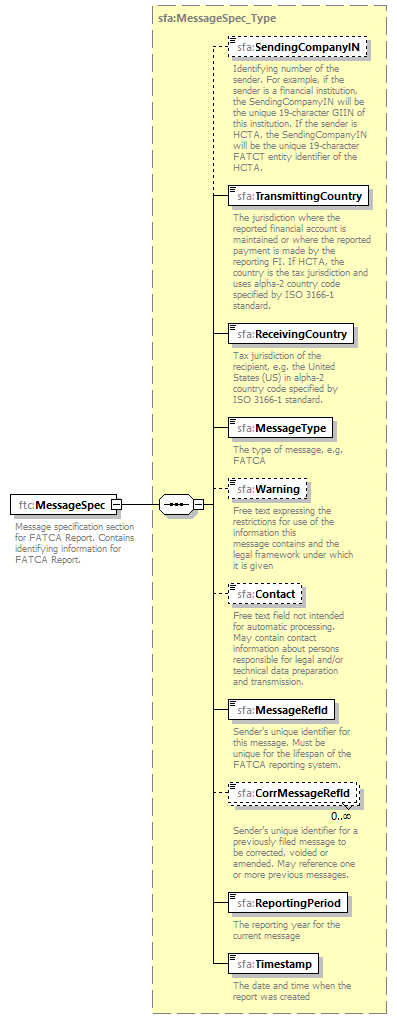 sfa:MessageSpec_Type
sfa:SendingCompanyIN
Identifying number of the
sender. For example, if the
sender is a financial institution,
the SendingCompanyIN will be
the unique 19-character GIIN of
this institution. If the sender is
HCTA, the SendingCompanyIN
will be the unique 19-character
FATCT entity identifier of the
HCTA.
sfa:TransmittingCountry
The jurisdiction where the
reported financial account is
maintained or where the reported
payment is made by the
reporting FI. If HCTA, the
country is the tax jurisdiction and
uses alpha-2 country code
specified by ISO 3166-1
standard.
sfa:ReceivingCountry
Tax jurisdiction of the
recipient, e.g. the United
States (US) in alpha-2
country code specified by
ISO 3166-1 standard.
sfa:MessageType
The type of message, e.g.
FATCA
ftc:MessageSpec
Message specification section
for FATCA Report. Contains
identifying information for
FATCA Report.
sfa:Warning
Free text expressing the
restrictions for use of the
information this
message contains and the
legal framework under which
it is given
sfa:Contact
Free text field not intended
for automatic processing.
May contain contact
information about persons
responsible for legal and/or
technical data preparation
and transmission.
sfa:MessageRefId
Sender's unique identifier for
this message. Must be
unique for the lifespan of the
FATCA reporting system.
sfa:CorrMessageRefId
0..∞
Sender's unique identifier for a
previously filed message to
be corrected, voided or
amended. May reference one
or more previous messages.
sfa:ReportingPeriod
The reporting year for the
current message
sfa:Timestamp
The date and time when the
report was created